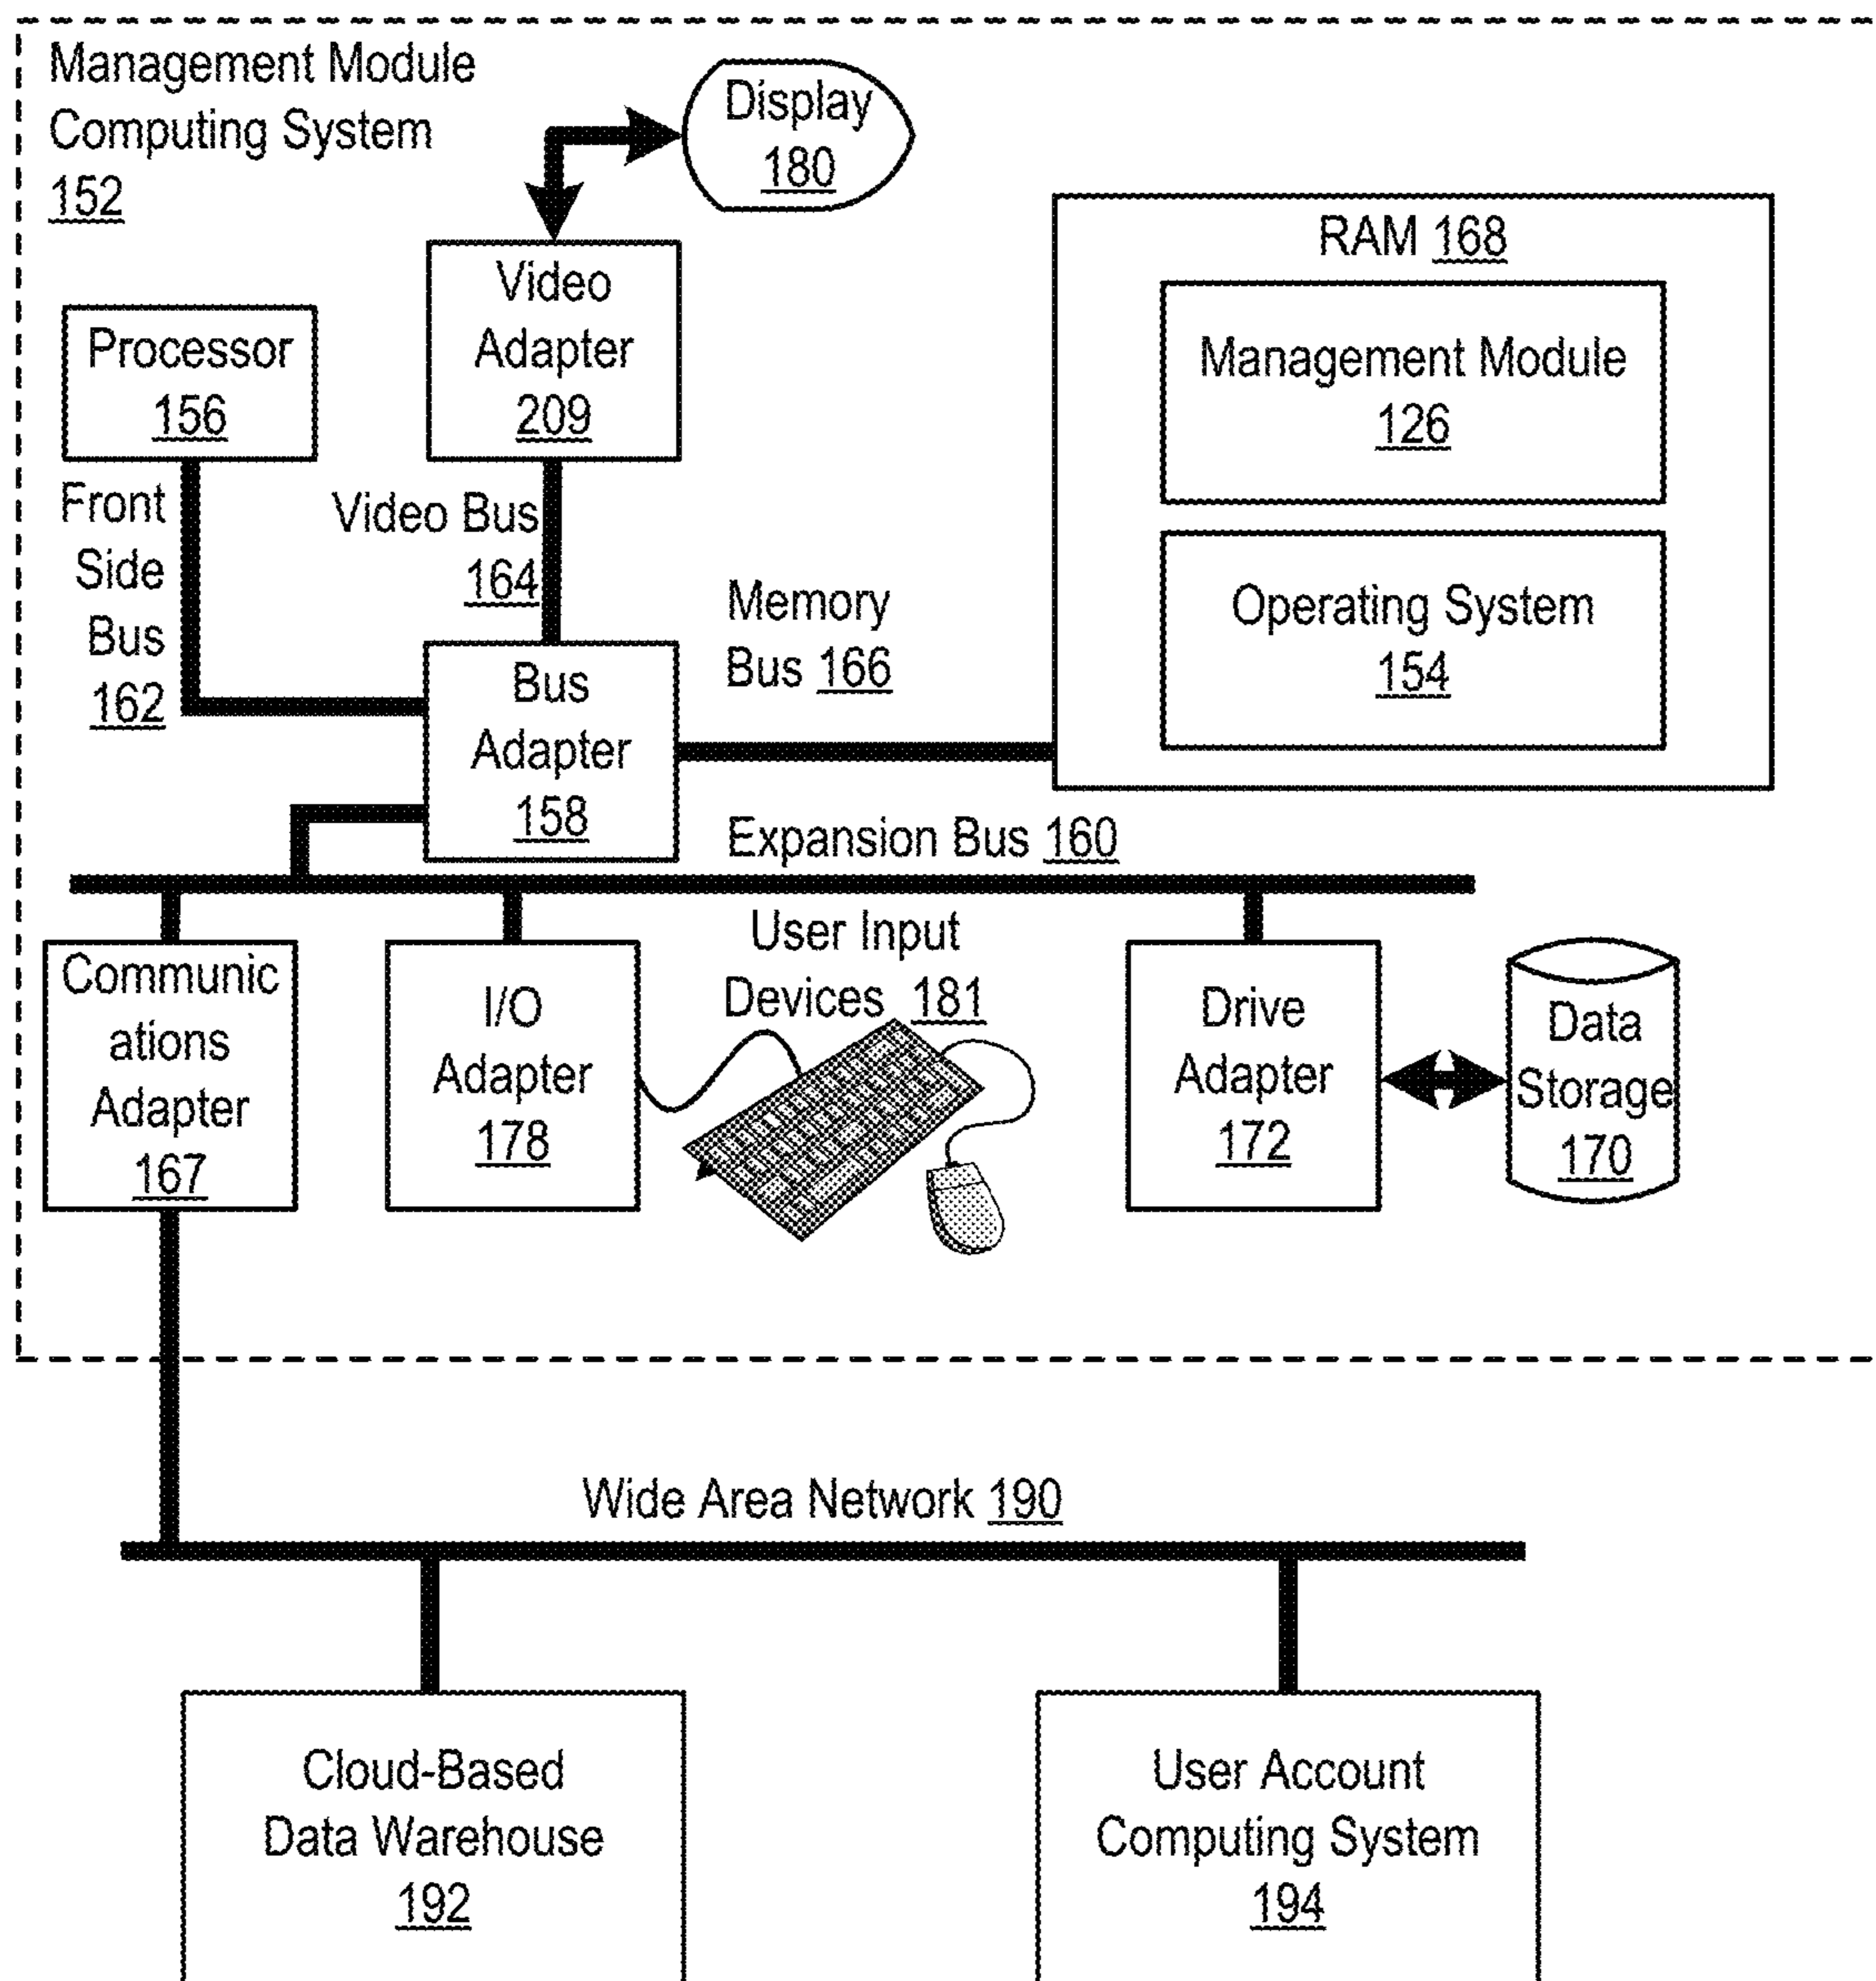 Management Module
Computing System
152
Display
180
Video
Adapter
209
RAM 168
Management Module
126
Operating System
154
Processor
156
Front
Side
Bus
162
Video Bus
164
Memory
Bus 166
Bus
Adapter
158
Expansion Bus 160
Communic
ations
Adapter
167
I/O
Adapter
178
User Input
Devices 181
Drive
Adapter
172
Data
Storage
170
Wide Area Network 190
Cloud-Based
Data Warehouse
192
User Account
Computing System
194